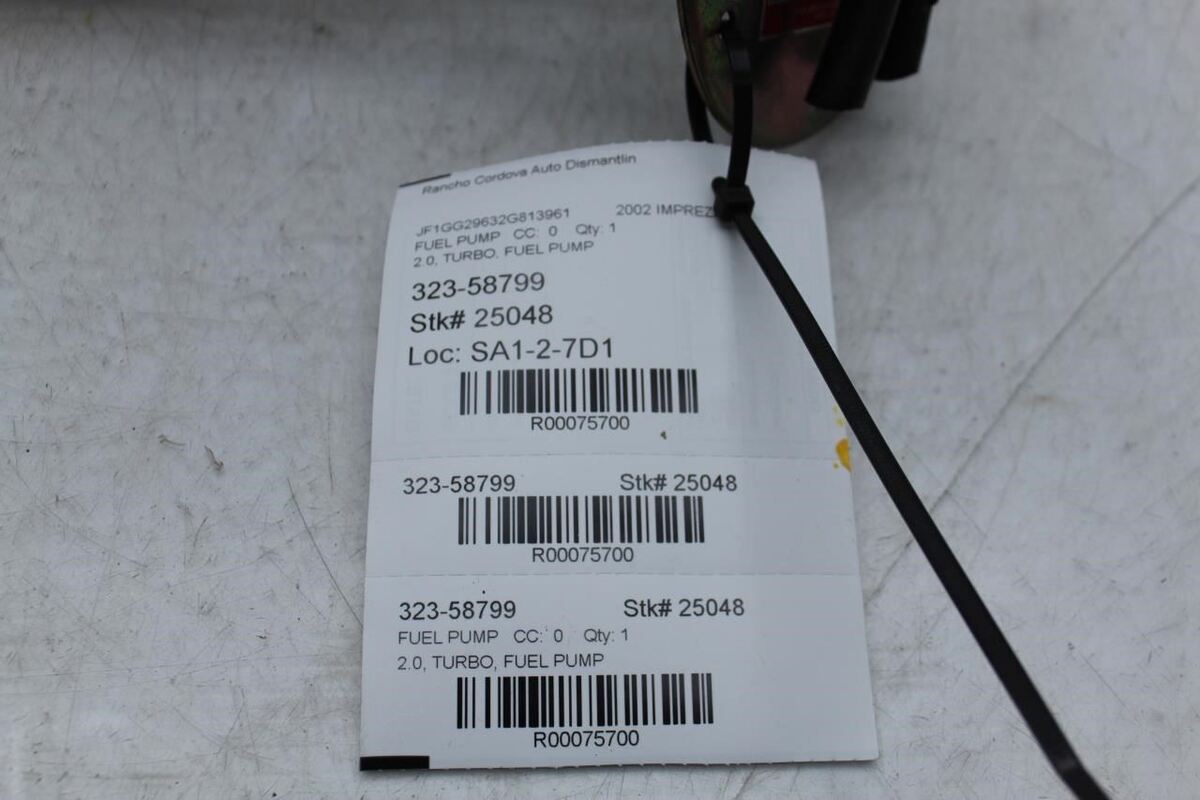 Rancho Cordova Auto Dismantlin
JF1GG29632G813961 2002 IMPREZ
FUEL PUMP CC: 0 Qty: 1
2.0, TURBO, FUEL PUMP
323-58799
Stk# 25048
Loc: SA1-2-7D1
R00075700
323-58799 Stk# 25048
R00075700
323-58799 Stk# 25048
FUEL PUMP CC: 0 Qty: 1
2.0, TURBO, FUEL PUMP
R00075700